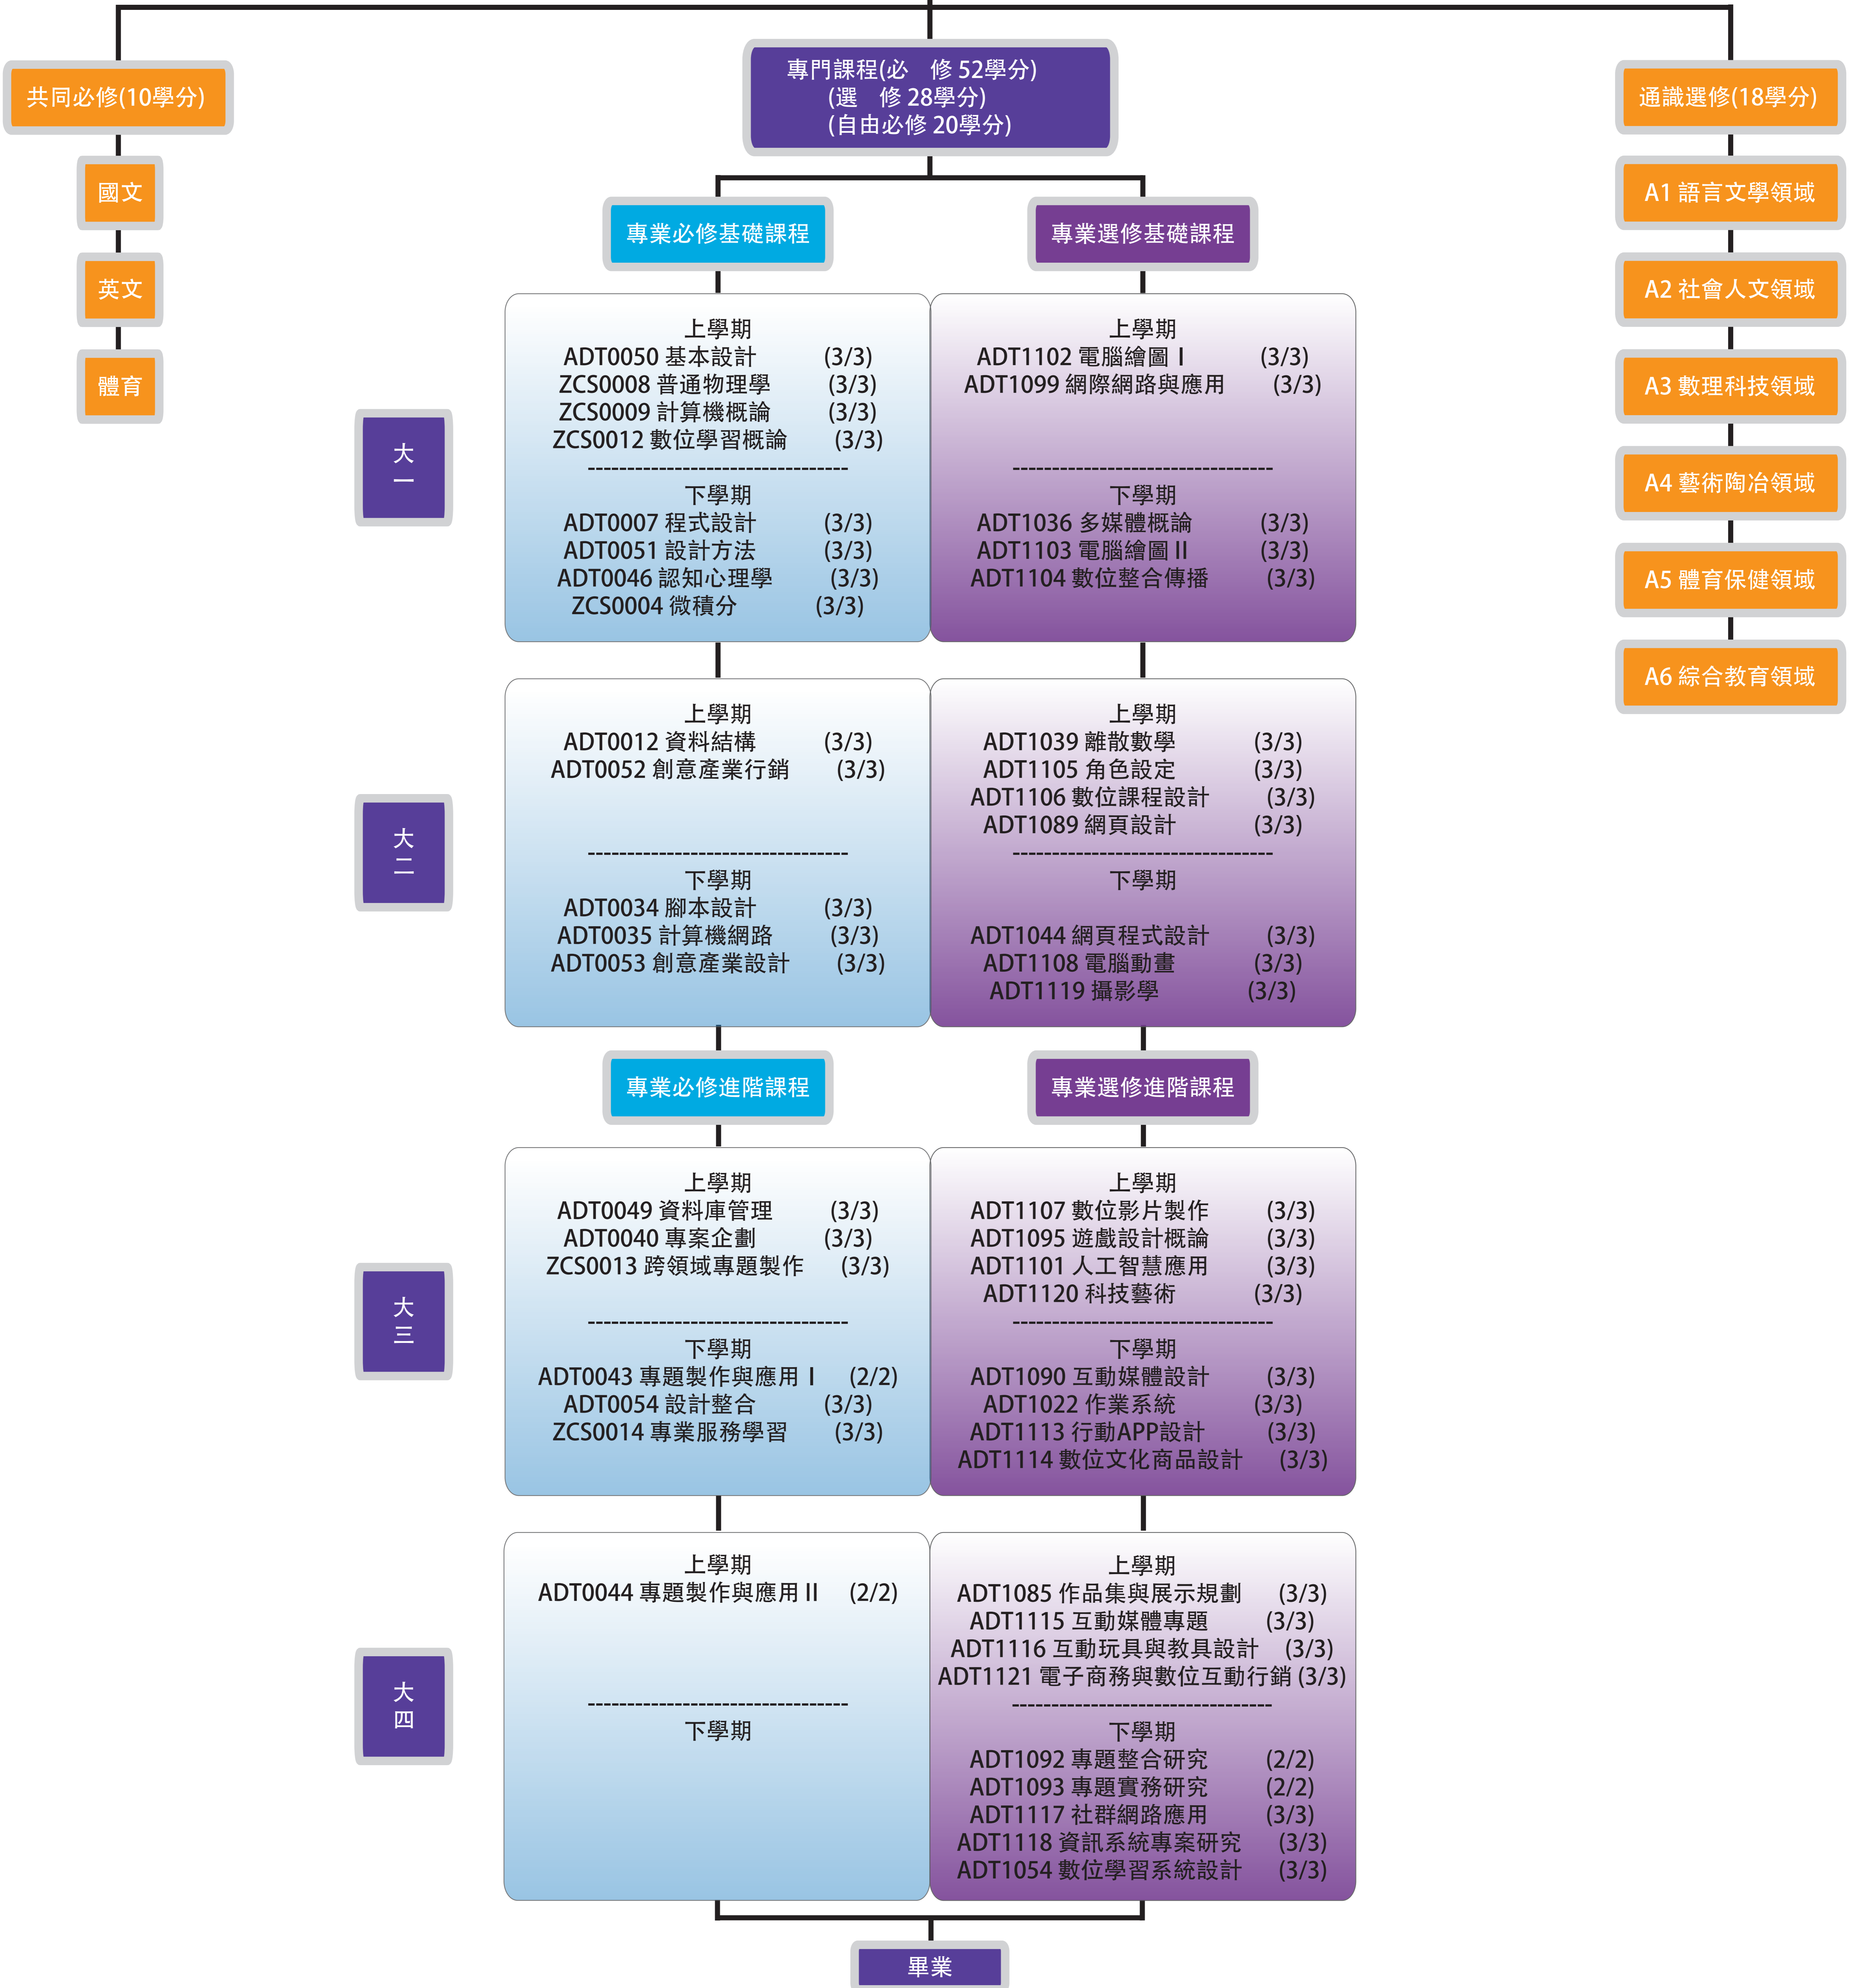 專門課程(必　修 52學分)
(選　修 28學分)
(自由必修 20學分)
共同必修(10學分)
國文
英文
體育
通識選修(18學分)
A1 語言文學領域
A2 社會人文領域
A3 數理科技領域
A4 藝術陶冶領域
A5 體育保健領域
A6 綜合教育領域
專業必修基礎課程
專業選修基礎課程
大一
上學期
ADT0050 基本設計 (3/3)
ZCS0008 普通物理學 (3/3)
ZCS0009 計算機概論 (3/3)
ZCS0012 數位學習概論 (3/3)
---------------------------------
下學期
ADT0007 程式設計 (3/3)
ADT0051 設計方法 (3/3)
ADT0046 認知心理學 (3/3)
ZCS0004 微積分 (3/3)
上學期
ADT1102 電腦繪圖 I (3/3)
ADT1099 網際網路與應用 (3/3)
---------------------------------
下學期
ADT1036 多媒體概論 (3/3)
ADT1103 電腦繪圖 II (3/3)
ADT1104 數位整合傳播 (3/3)
大二
上學期
ADT0012 資料結構 (3/3)
ADT0052 創意產業行銷 (3/3)
---------------------------------
下學期
ADT0034 腳本設計 (3/3)
ADT0035 計算機網路 (3/3)
ADT0053 創意產業設計 (3/3)
上學期
ADT1039 離散數學 (3/3)
ADT1105 角色設定 (3/3)
ADT1106 數位課程設計 (3/3)
ADT1089 網頁設計 (3/3)
---------------------------------
下學期
ADT1044 網頁程式設計 (3/3)
ADT1108 電腦動畫 (3/3)
ADT1119 攝影學 (3/3)
專業必修進階課程
專業選修進階課程
大三
上學期
ADT0049 資料庫管理 (3/3)
ADT0040 專案企劃 (3/3)
ZCS0013 跨領域專題製作 (3/3)
---------------------------------
下學期
ADT0043 專題製作與應用 I (2/2)
ADT0054 設計整合 (3/3)
ZCS0014 專業服務學習 (3/3)
上學期
ADT1107 數位影片製作 (3/3)
ADT1095 遊戲設計概論 (3/3)
ADT1101 人工智慧應用 (3/3)
ADT1120 科技藝術 (3/3)
---------------------------------
下學期
ADT1090 互動媒體設計 (3/3)
ADT1022 作業系統 (3/3)
ADT1113 行動APP設計 (3/3)
ADT1114 數位文化商品設計 (3/3)
大四
上學期
ADT0044 專題製作與應用 II (2/2)
---------------------------------
下學期
上學期
ADT1085 作品集與展示規劃 (3/3)
ADT1115 互動媒體專題 (3/3)
ADT1116 互動玩具與教具設計 (3/3)
ADT1121 電子商務與數位互動行銷 (3/3)
---------------------------------
下學期
ADT1092 專題整合研究 (2/2)
ADT1093 專題實務研究 (2/2)
ADT1117 社群網路應用 (3/3)
ADT1118 資訊系統專案研究 (3/3)
ADT1054 數位學習系統設計 (3/3)
畢業